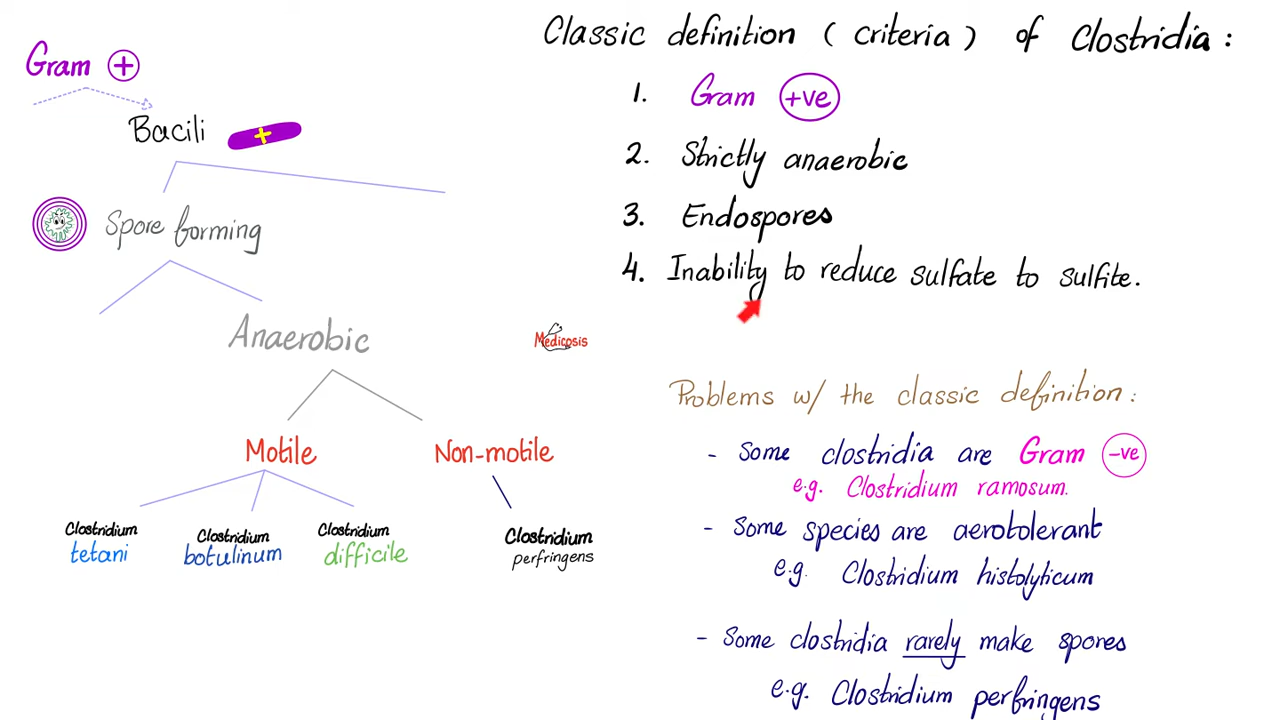 Gram +
Bacili +
Spore forming
Anaerobic
Medicosis
Motile
Non-motile
Clostridium
tetani
Clostridium
botulinum
Clostridium
difficile
Clostridium
perfringens
Classic definition (criteria) of Clostridia:
1. Gram +ve
2. Strictly anaerobic
3. Endospores
4. Inability to reduce sulfate to sulfite.
Problems w/ the classic definition:
- Some clostridia are Gram -ve
e.g. Clostridium ramosum.
- Some species are aerotolerant
e.g. Clostridium histolyticum
- Some clostridia rarely make spores
e.g. Clostridium perfringens